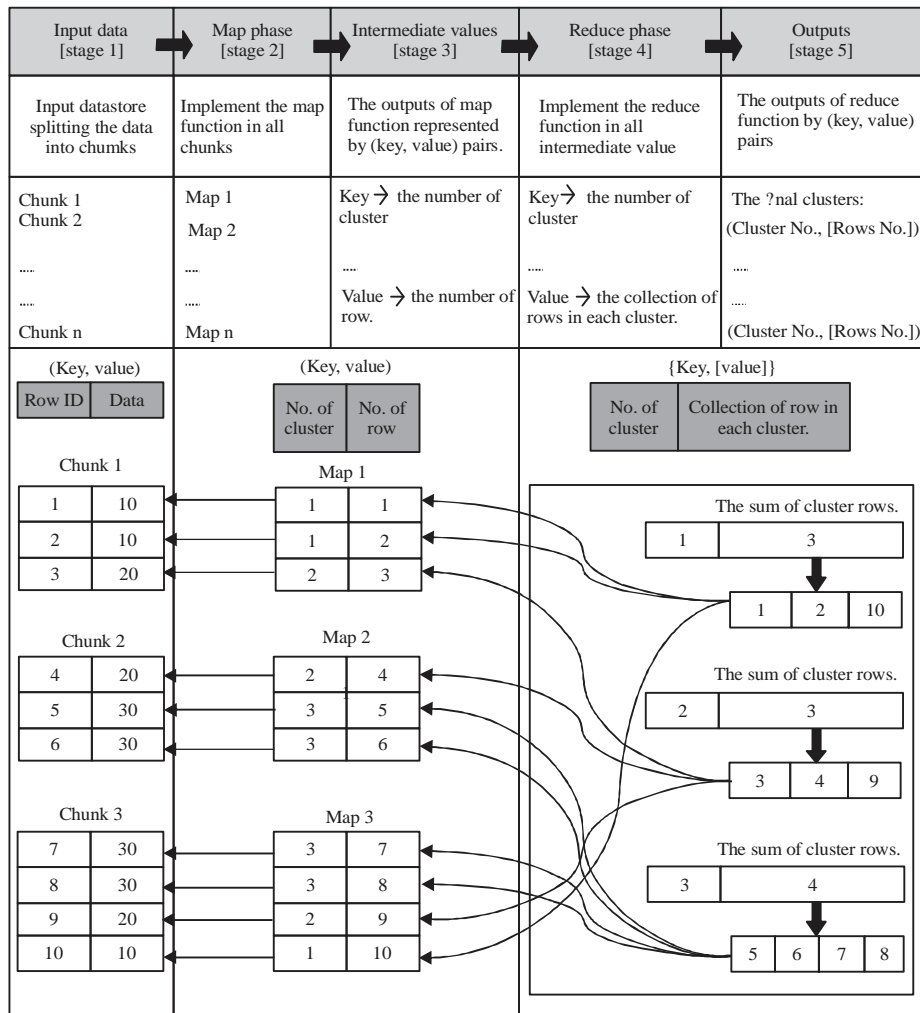 Input data
[stage 1]
Map phase
[stage 2]
Intermediate values
[stage 3]
Reduce phase
[stage 4]
Outputs
[stage 5]
Input datastore
splitting the data
into chumks
Implement the map
function in all
chunks
The outputs of map
function represented
by (key, value) pairs.
Implement the reduce
function in all
intermediate value
The outputs of reduce
function by (key, value)
pairs
Chunk 1
Chunk 2
.....
.....
Chunk n
Map 1
Map 2
.....
.....
Map n
Key → the number of
cluster
....
Value → the number of
row.
Key → the number of
cluster
.....
Value → the collection of
rows in each cluster.
The ?nal clusters:
(Cluster No., [Rows No.])
.....
.....
(Cluster No., [Rows No.])
(Key, value)
Row ID Data
Chunk 1
1 10
2 10
3 20
Chunk 2
4 20
5 30
6 30
Chunk 3
7 30
8 30
9 20
10 10
(Key, value)
No. of
cluster
No. of
row
Map 1
1 1
1 2
2 3
Map 2
2 4
3 5
3 6
Map 3
3 7
3 8
2 9
1 10
{Key, [value]}
No. of
cluster
Collection of row in
each cluster.
The sum of cluster rows.
1 3
1 2 10
The sum of cluster rows.
2 3
3 4 9
The sum of cluster rows.
3 4
5 6 7 8